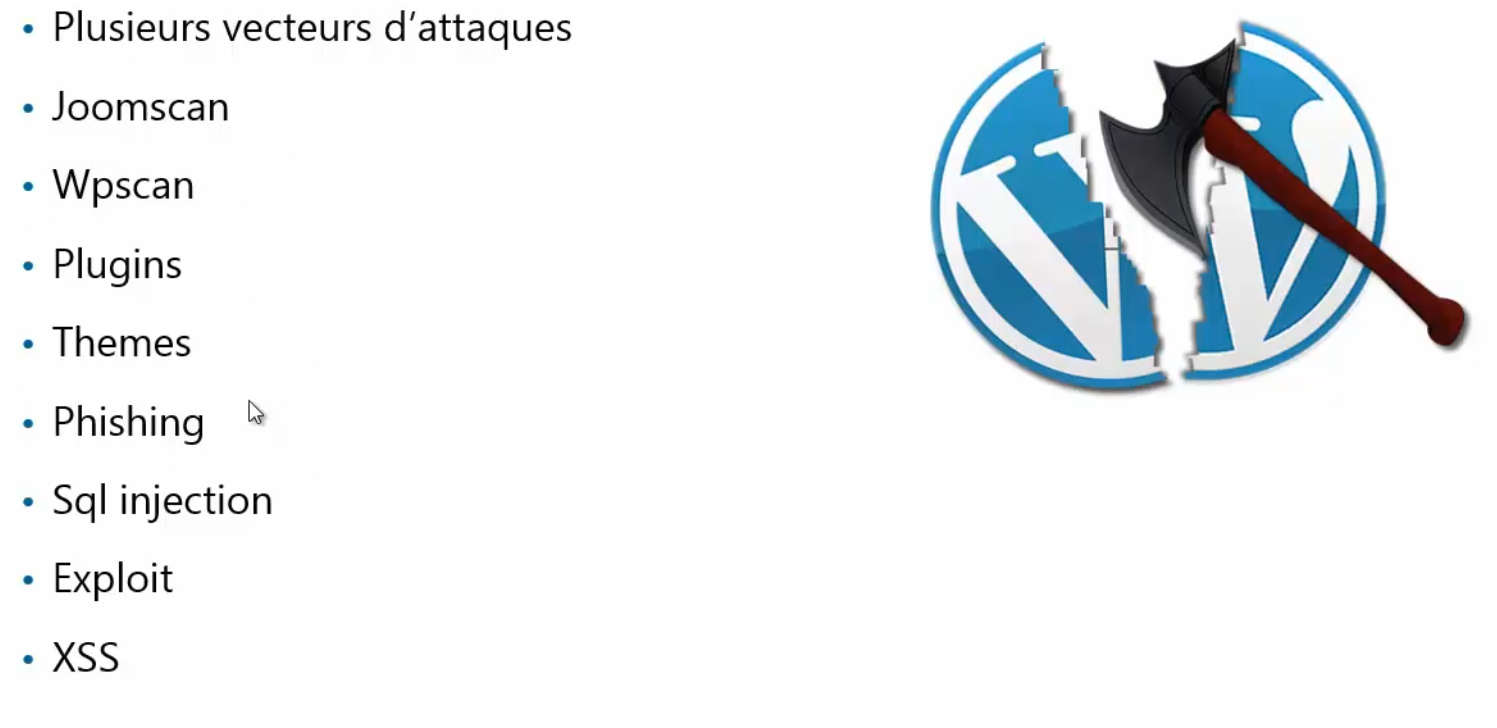 Plusieurs vecteurs d’attaques
Joomscan
Wpscan
Plugins
Themes
Phishing
Sql injection
Exploit
XSS